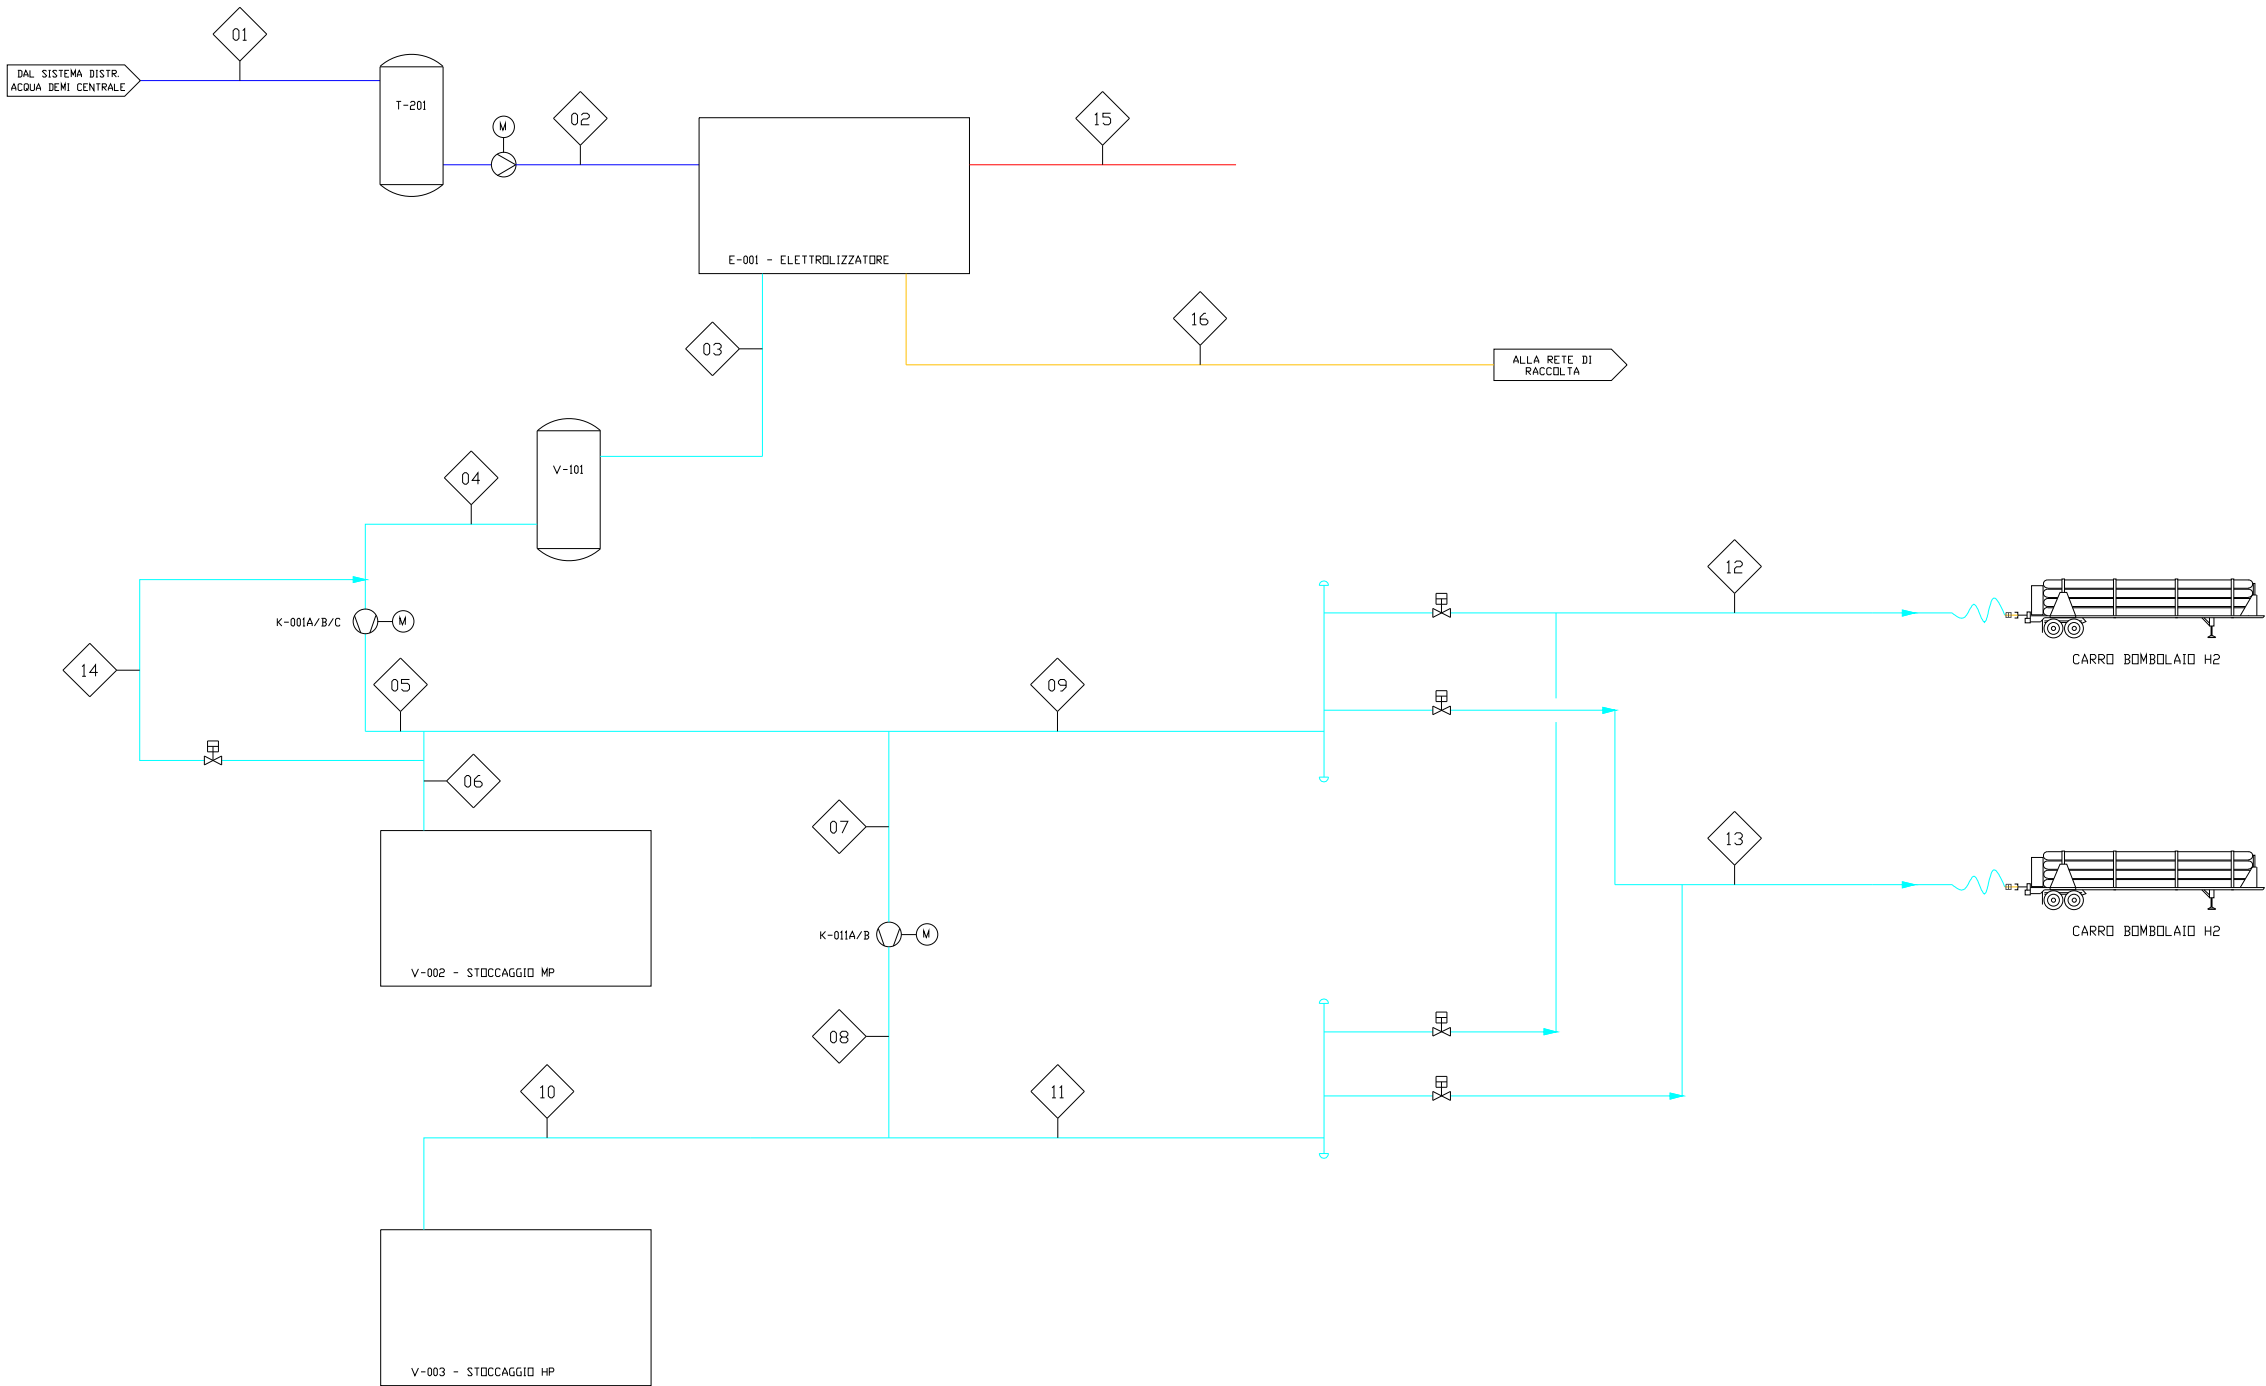 01
DAL SISTEMA DISTR.
ACQUA DEMI CENTRALE
T-201
M
02
15
E-001 - ELETTROLIZZATORE
03
16
ALLA RETE DI
RACCOLTA
V-101
04
12
K-001A/B/C
M
CARRO BOMBOLAIO H2
14
05
09
06
07
13
K-011A/B
M
CARRO BOMBOLAIO H2
V-002 - STOCCAGGIO MP
08
10
11
V-003 - STOCCAGGIO HP